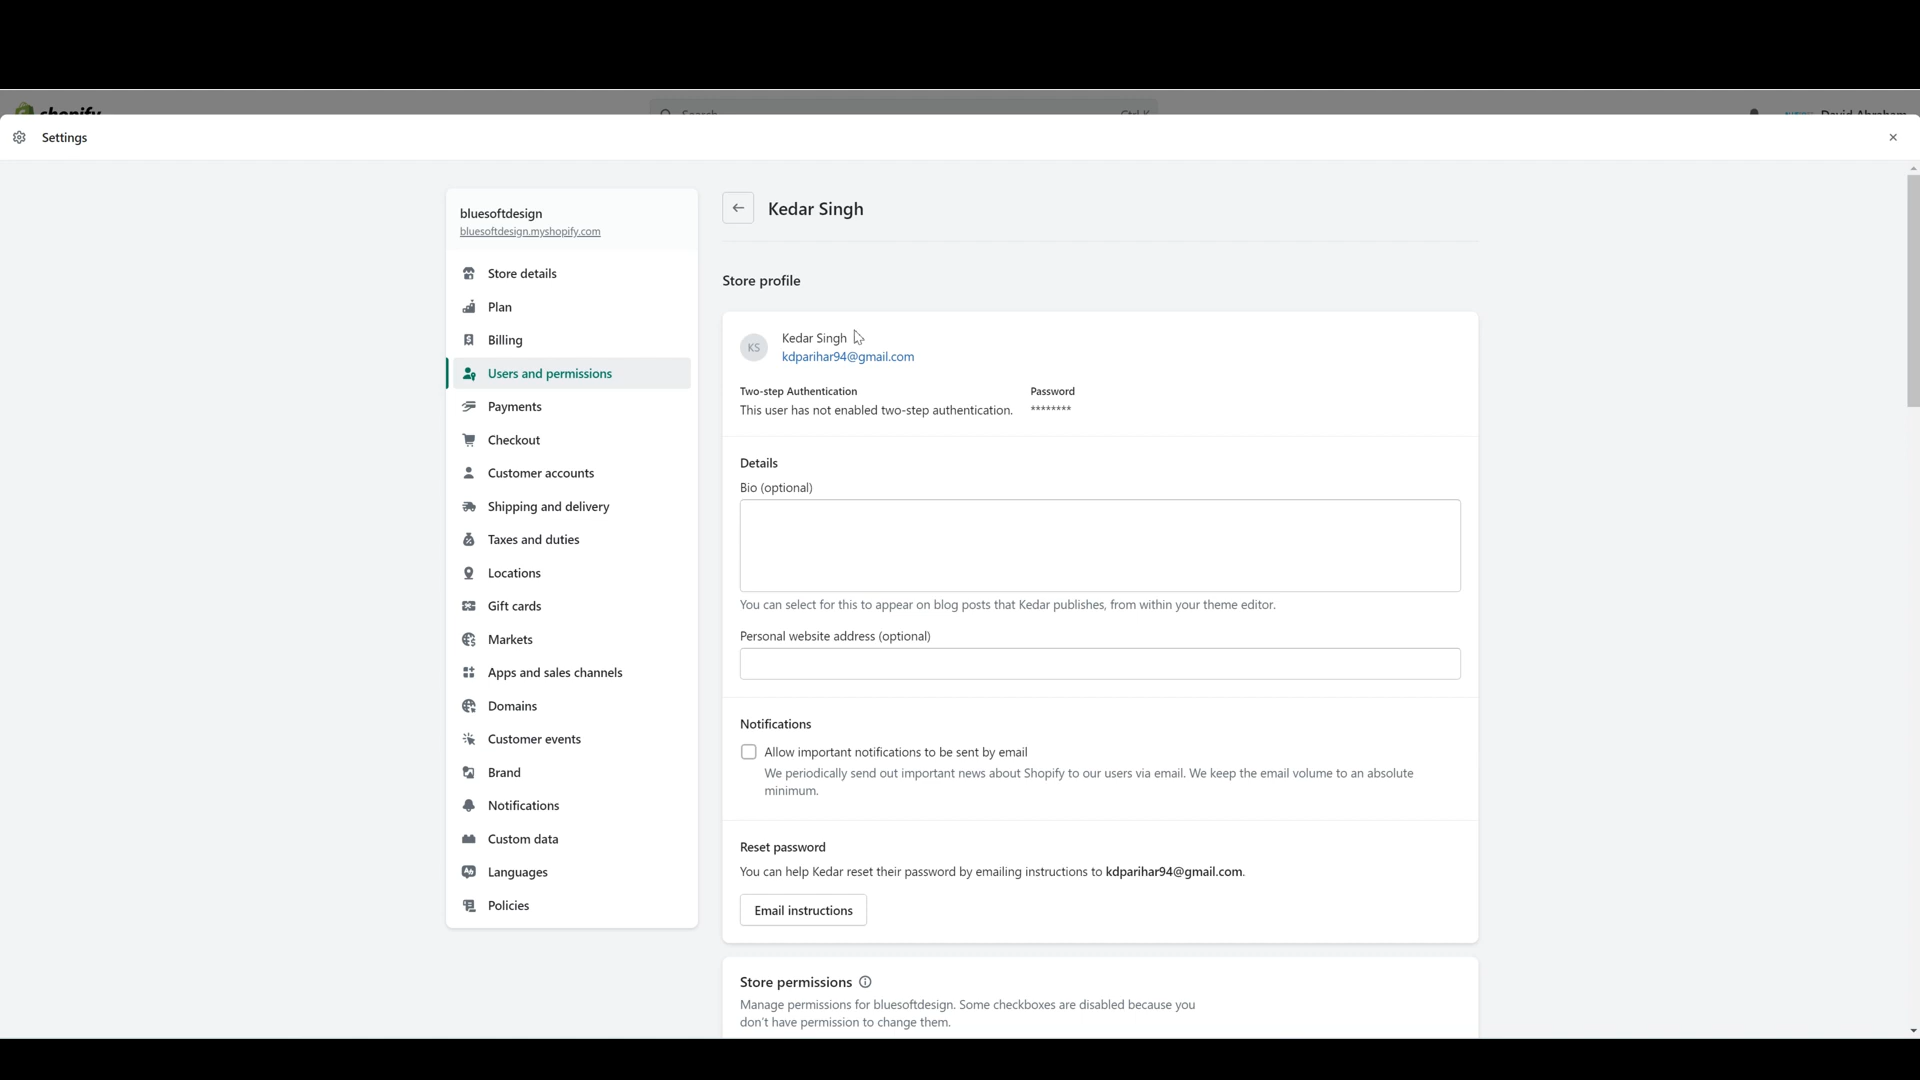 shopify
Search
Ctrl K
David Abraham
Settings
bluesoftdesign
bluesoftdesign.myshopify.com
Store details
Plan
Billing
Users and permissions
Payments
Checkout
Customer accounts
Shipping and delivery
Taxes and duties
Locations
Gift cards
Markets
Apps and sales channels
Domains
Customer events
Brand
Notifications
Custom data
Languages
Policies
Kedar Singh
Store profile
KS
Kedar Singh
kdparihar94@gmail.com
Two-step Authentication
This user has not enabled two-step authentication.
Password
********
Details
Bio (optional)
You can select for this to appear on blog posts that Kedar publishes, from within your theme editor.
Personal website address (optional)
Notifications
Allow important notifications to be sent by email
We periodically send out important news about Shopify to our users via email. We keep the email volume to an absolute
minimum.
Reset password
You can help Kedar reset their password by emailing instructions to kdparihar94@gmail.com.
Email instructions
Store permissions
Manage permissions for bluesoftdesign. Some checkboxes are disabled because you
don't have permission to change them.